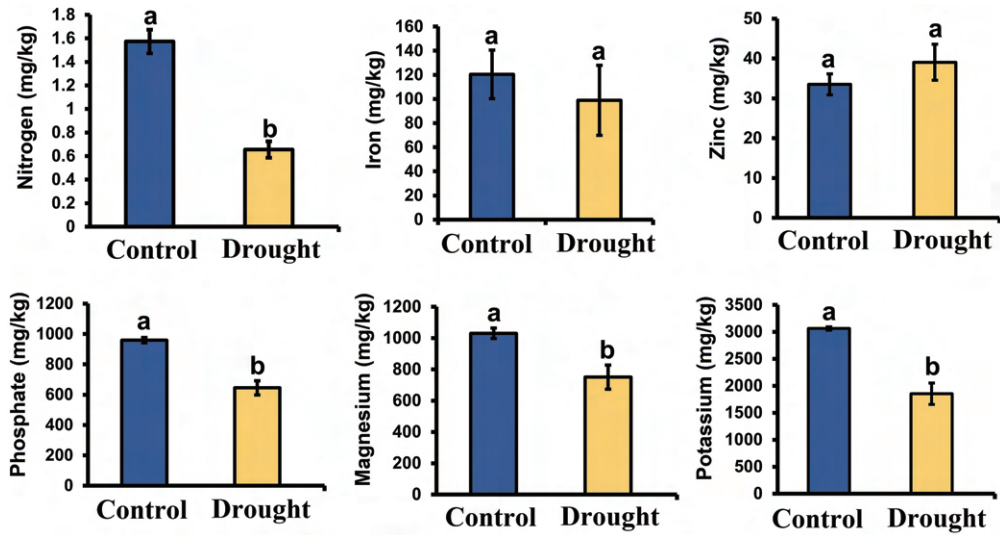 Nitrogen (mg/kg)
1.8
1.6
1.4
1.2
1
0.8
0.6
0.4
0.2
0
a
b
Control Drought
Iron (mg/kg)
160
140
120
100
80
60
40
20
0
a
a
Control Drought
Zinc (mg/kg)
50
40
30
20
10
0
a
a
Control Drought
Phosphate (mg/kg)
1200
1000
800
600
400
200
0
a
b
Control Drought
Magnesium (mg/kg)
1200
1000
800
600
400
200
0
a
b
Control Drought
Potassium (mg/kg)
3500
3000
2500
2000
1500
1000
500
0
a
b
Control Drought